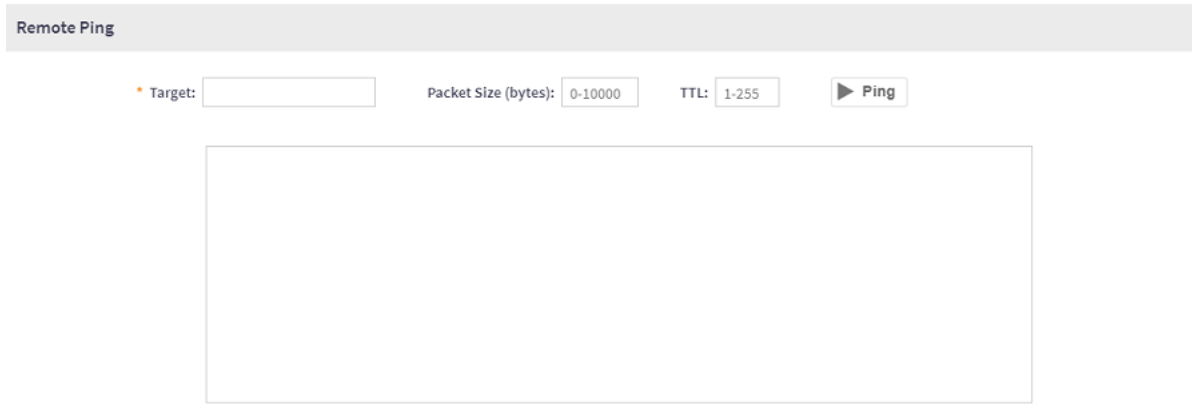 Remote Ping
* Target: Packet Size (bytes): 0-10000 TTL: 1-255 Ping